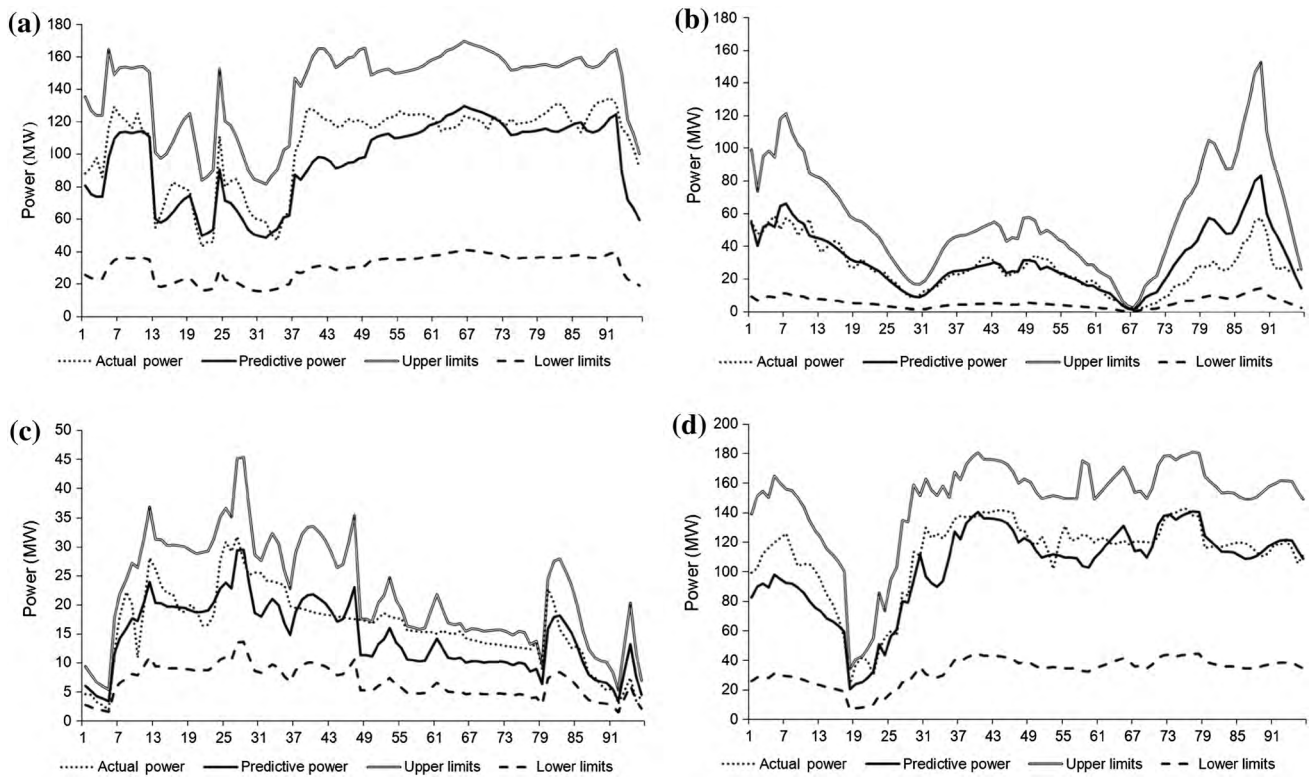 (a)
180
160
140
120
100
80
60
40
20
0
Power (MW)
1 7 13 19 25 31 37 43 49 55 61 67 73 79 85 91
Actual power Predictive power Upper limits Lower limits
(b)
180
160
140
120
100
80
60
40
20
0
Power (MW)
1 7 13 19 25 31 37 43 49 55 61 67 73 79 85 91
Actual power Predictive power Upper limits Lower limits
(c)
50
45
40
35
30
25
20
15
10
5
0
Power (MW)
1 7 13 19 25 31 37 43 49 55 61 67 73 79 85 91
Actual power Predictive power Upper limits Lower limits
(d)
200
180
160
140
120
100
80
60
40
20
0
Power (MW)
1 7 13 19 25 31 37 43 49 55 61 67 73 79 85 91
Actual power Predictive power Upper limits Lower limits